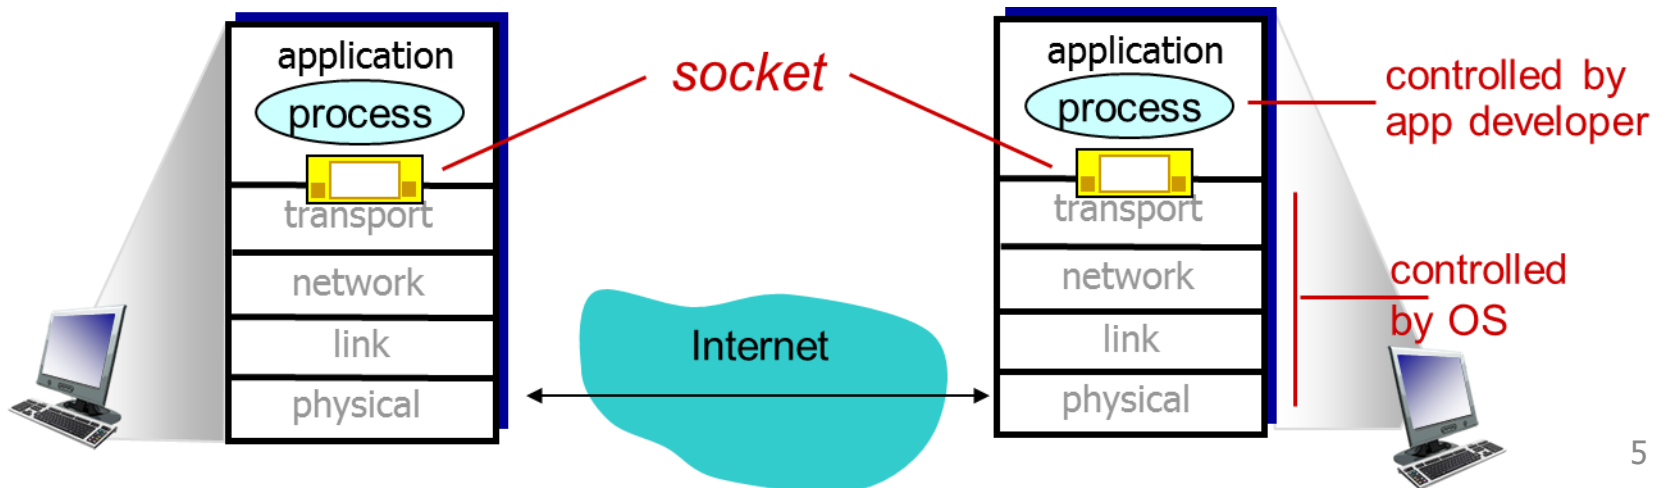 application
process
transport
network
link
physical
socket
Internet
application
process
transport
network
link
physical
controlled by
app developer
controlled
by OS
5